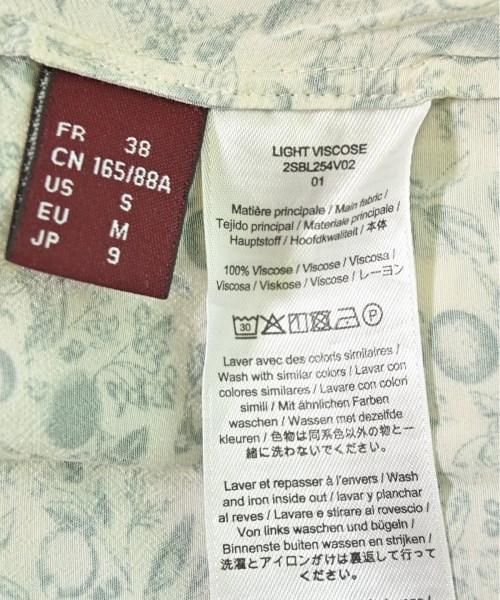 FR 38
CN 165/88A
US S
EU M
JP 9
LIGHT VISCOSE
2SBL254V02
01
Matière principale / Main fabric /
Tejido principal / Materiale principale /
Hauptstoff / Hoofdkwaliteit / 本体
100% Viscose / Viscose / Viscosa /
Viscosa / Viskose / Viscose / レーヨン
30
P
Laver avec des coloris similaires /
Wash with similar colors / Lavar con
colores similares / Lavare con colori
simili / Mit ähnlichen Farben
waschen / Wassen met dezelfde
kleuren / 色物は同系色以外の物と一
緒に洗わないでください。
Laver et repasser à l'envers / Wash
and iron inside out / lavar y planchar
al reves / Lavare e stirare al rovescio /
Von links waschen und bügeln /
Binnenste buiten wassen en strijken /
洗濯とアイロンがけは裏返して行って
ください。